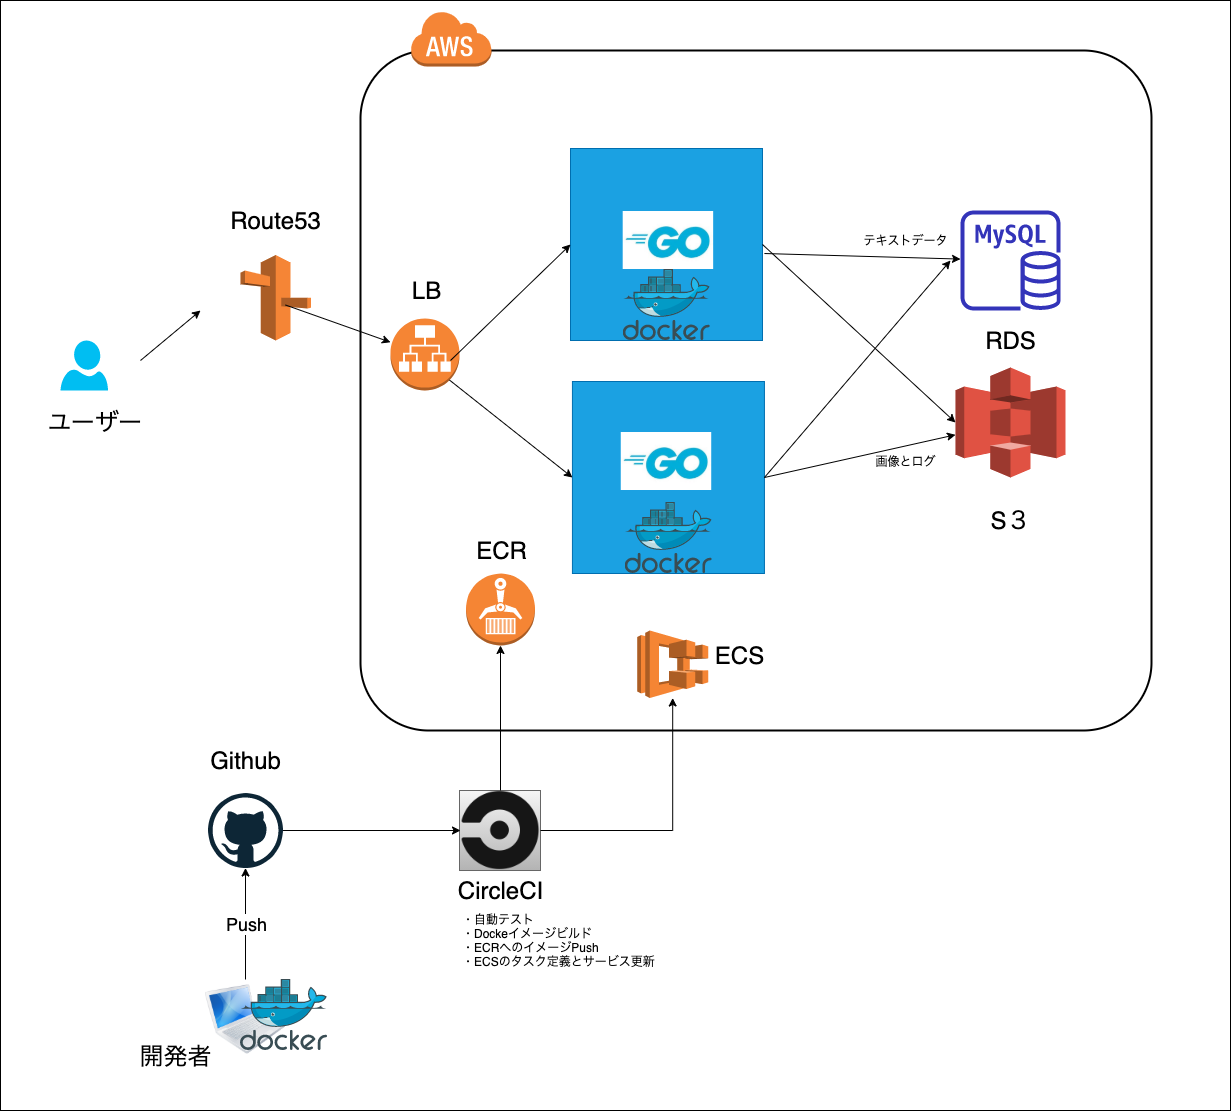 AWS
Route53
LB
GO
docker
テキストデータ
MySQL
RDS
ユーザー
GO
docker
画像とログ
S３
ECR
ECS
Github
CircleCI
・自動テスト
・Dockeイメージビルド
・ECRへのイメージPush
・ECSのタスク定義とサービス更新
Push
docker
開発者